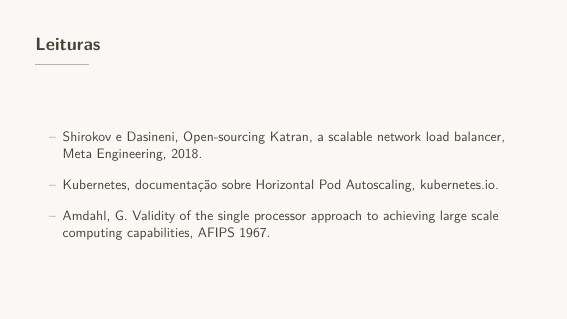 Leituras
– Shirokov e Dasineni, Open-sourcing Katran, a scalable network load balancer,
Meta Engineering, 2018.
– Kubernetes, documentação sobre Horizontal Pod Autoscaling, kubernetes.io.
– Amdahl, G. Validity of the single processor approach to achieving large scale
computing capabilities, AFIPS 1967.